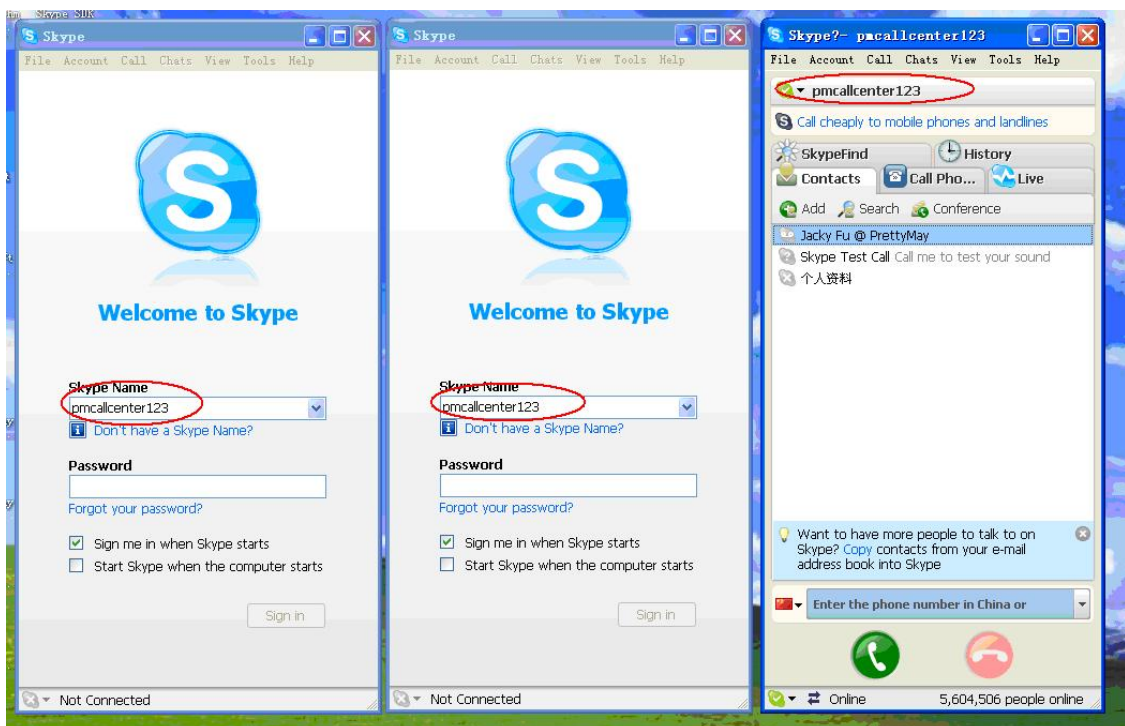 Skype SDK
Skype
File Account Call Chats View Tools Help
Welcome to Skype
Skype Name
pmcallcenter123
Don't have a Skype Name?
Password
Forgot your password?
Sign me in when Skype starts
Start Skype when the computer starts
Sign in
Not Connected
Skype
File Account Call Chats View Tools Help
Welcome to Skype
Skype Name
pmcallcenter123
Don't have a Skype Name?
Password
Forgot your password?
Sign me in when Skype starts
Start Skype when the computer starts
Sign in
Not Connected
Skype?- pmcallcenter123
File Account Call Chats View Tools Help
pmcallcenter123
Call cheaply to mobile phones and landlines
SkypeFind History
Contacts Call Pho... Live
Add Search Conference
Jacky Fu @ PrettyMay
Skype Test Call Call me to test your sound
个人资料
Want to have more people to talk to on
Skype? Copy contacts from your e-mail
address book into Skype
Enter the phone number in China or
Online 5,604,506 people online